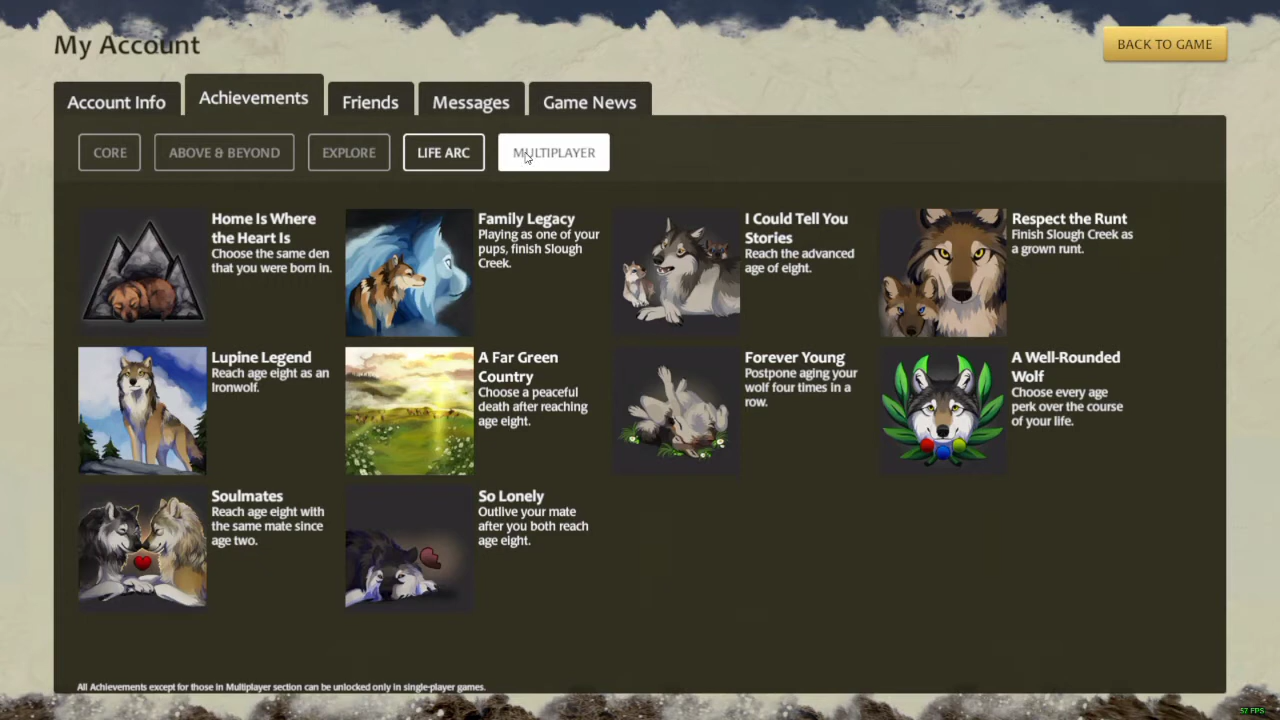 My Account
BACK TO GAME
Account Info
Achievements
Friends
Messages
Game News
CORE
ABOVE & BEYOND
EXPLORE
LIFE ARC
MULTIPLAYER
Home Is Where
the Heart Is
Choose the same den
that you were born in.
Family Legacy
Playing as one of your
pups, finish Slough
Creek.
I Could Tell You
Stories
Reach the advanced
age of eight.
Respect the Runt
Finish Slough Creek as
a grown runt.
Lupine Legend
Reach age eight as an
Ironwolf.
A Far Green
Country
Choose a peaceful
death after reaching
age eight.
Forever Young
Postpone aging your
wolf four times in a
row.
A Well-Rounded
Wolf
Choose every age
perk over the course
of your life.
Soulmates
Reach age eight with
the same mate since
age two.
So Lonely
Outlive your mate
after you both reach
age eight.
All Achievements except for those in Multiplayer section can be unlocked only in single-player games.
57 FPS